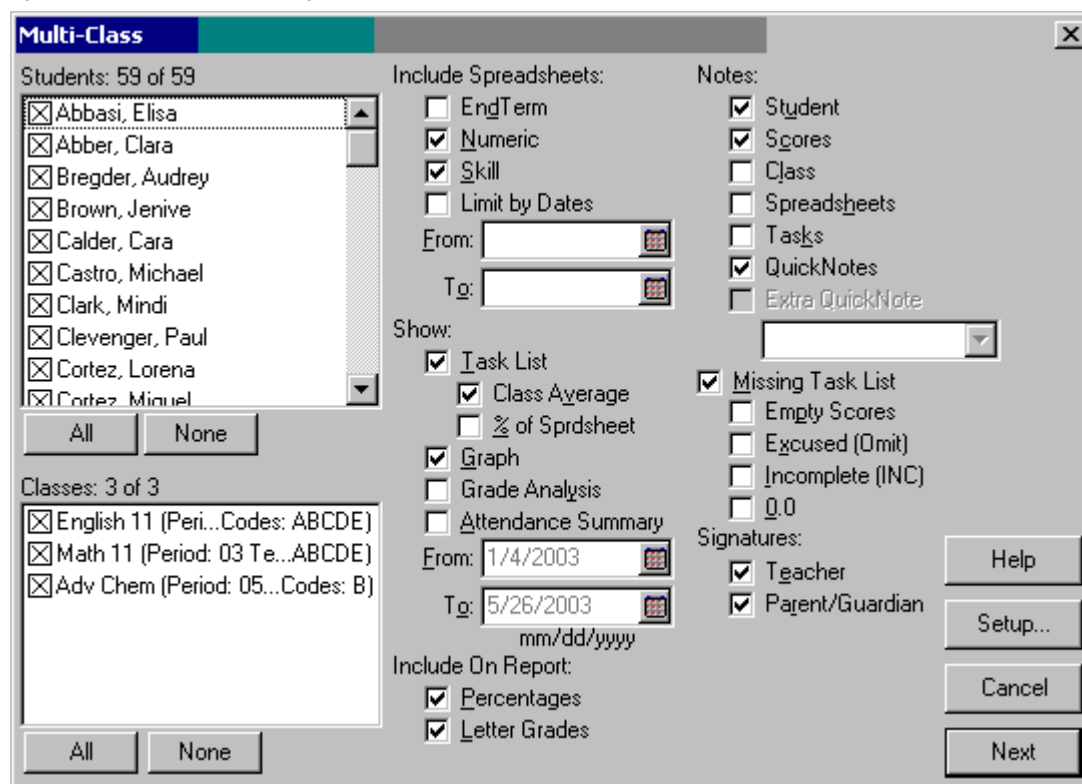 Multi-Class
Students: 59 of 59
Abbasi, Elisa
Abber, Clara
Bregder, Audrey
Brown, Jenive
Calder, Cara
Castro, Michael
Clark, Mindi
Clevenger, Paul
Cortez, Lorena
Cortez, Miguel
All None
Classes: 3 of 3
English 11 (Peri...Codes: ABCDE)
Math 11 (Period: 03 Te...ABCDE)
Adv Chem (Period: 05...Codes: B)
All None
Include Spreadsheets:
EndTerm
Numeric
Skill
Limit by Dates
From:
To:
Show:
Task List
Class Average
% of Sprdsheet
Graph
Grade Analysis
Attendance Summary
From: 1/4/2003
To: 5/26/2003
mm/dd/yyyy
Include On Report:
Percentages
Letter Grades
Notes:
Student
Scores
Class
Spreadsheets
Tasks
QuickNotes
Extra QuickNote
Missing Task List
Empty Scores
Excused (Omit)
Incomplete (INC)
0.0
Signatures:
Teacher
Parent/Guardian
Help
Setup...
Cancel
Next